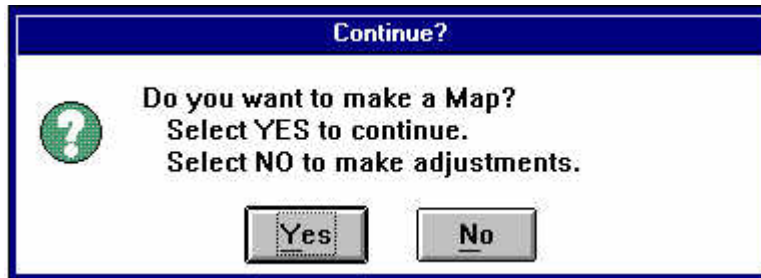 Continue?
Do you want to make a Map?
Select YES to continue.
Select NO to make adjustments.
Yes No